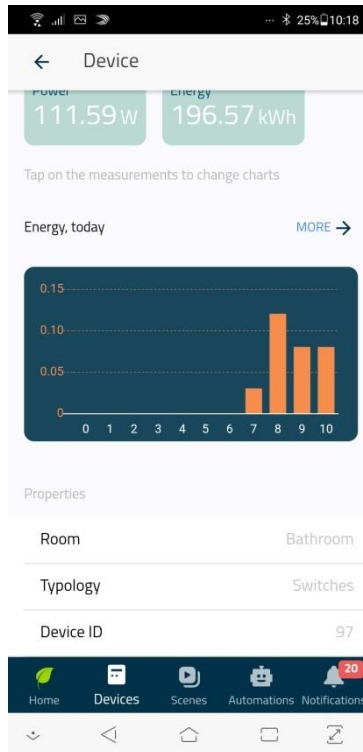 25% 10:18
Device
Power Energy
111.59 W 196.57 kWh
Tap on the measurements to change charts
Energy, today MORE
0.15
0.10
0.05
0
0 1 2 3 4 5 6 7 8 9 10
Properties
Room Bathroom
Typology Switches
Device ID 97
20
Home Devices Scenes Automations Notifications